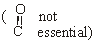 ( O not
C essential)